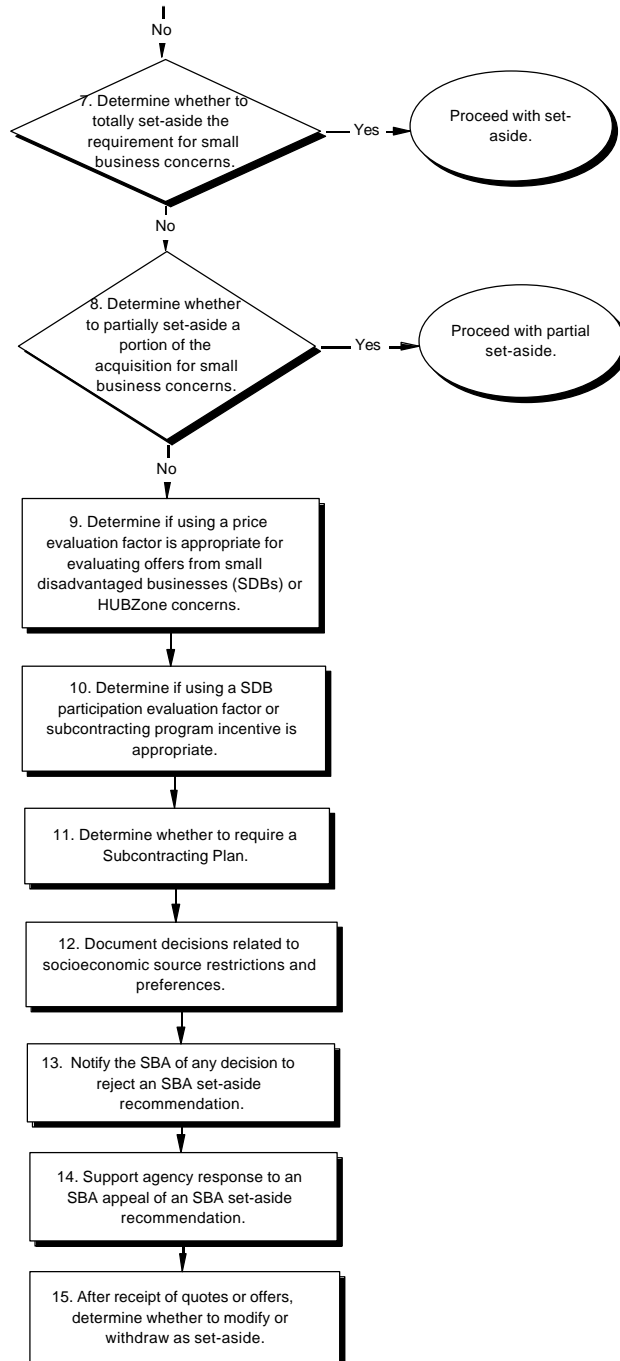 No
7. Determine whether to
totally set-aside the
requirement for small
business concerns.
Yes
Proceed with set-
aside.
No
8. Determine whether
to partially set-aside a
portion of the
acquisition for small
business concerns.
Yes
Proceed with partial
set-aside.
No
9. Determine if using a price
evaluation factor is appropriate for
evaluating offers from small
disadvantaged businesses (SDBs) or
HUBZone concerns.
10. Determine if using a SDB
participation evaluation factor or
subcontracting program incentive is
appropriate.
11. Determine whether to require a
Subcontracting Plan.
12. Document decisions related to
socioeconomic source restrictions and
preferences.
13. Notify the SBA of any decision to
reject an SBA set-aside
recommendation.
14. Support agency response to an
SBA appeal of an SBA set-aside
recommendation.
15. After receipt of quotes or offers,
determine whether to modify or
withdraw as set-aside.